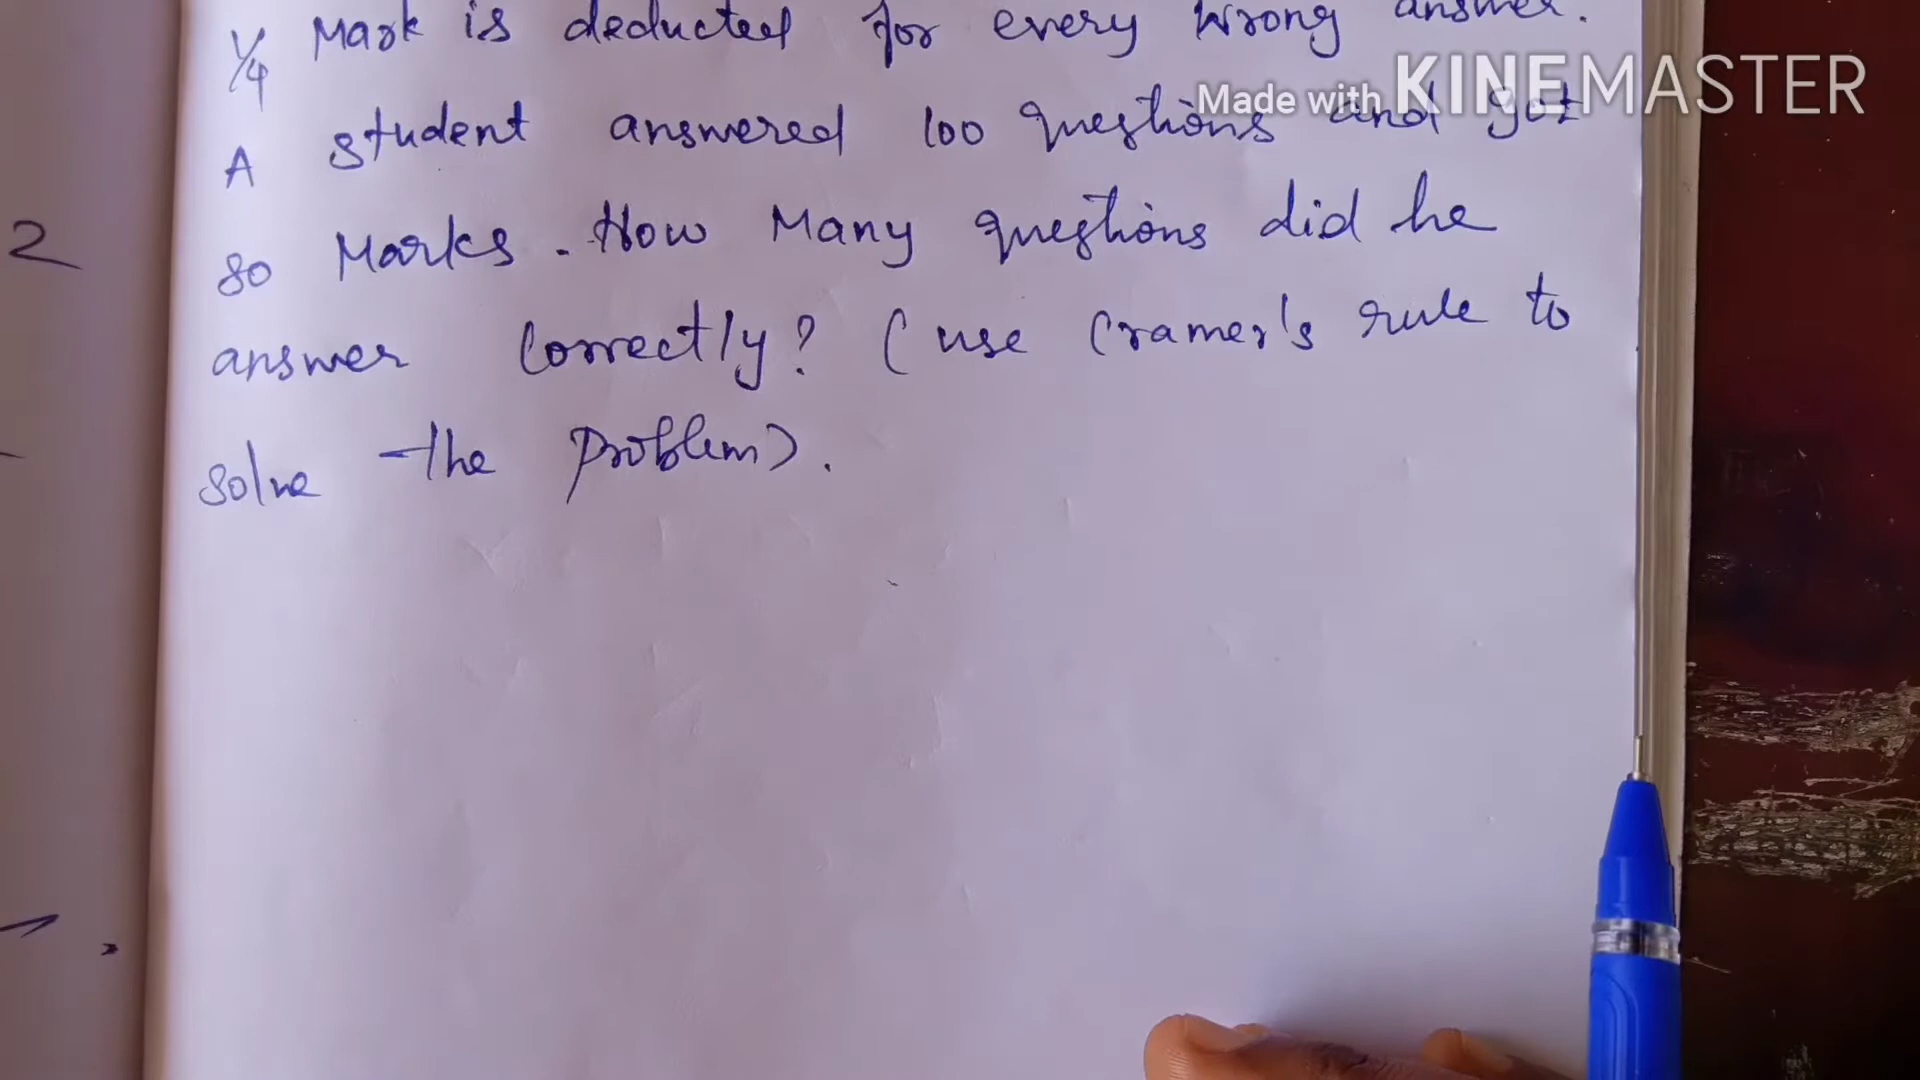 1/4 Mark is deducted for every wrong answer.
Made with KINEMASTER
A student answered 100 questions and got
80 Marks. How Many questions did he
2
answer correctly? (use Cramer's rule to
solve the problem).